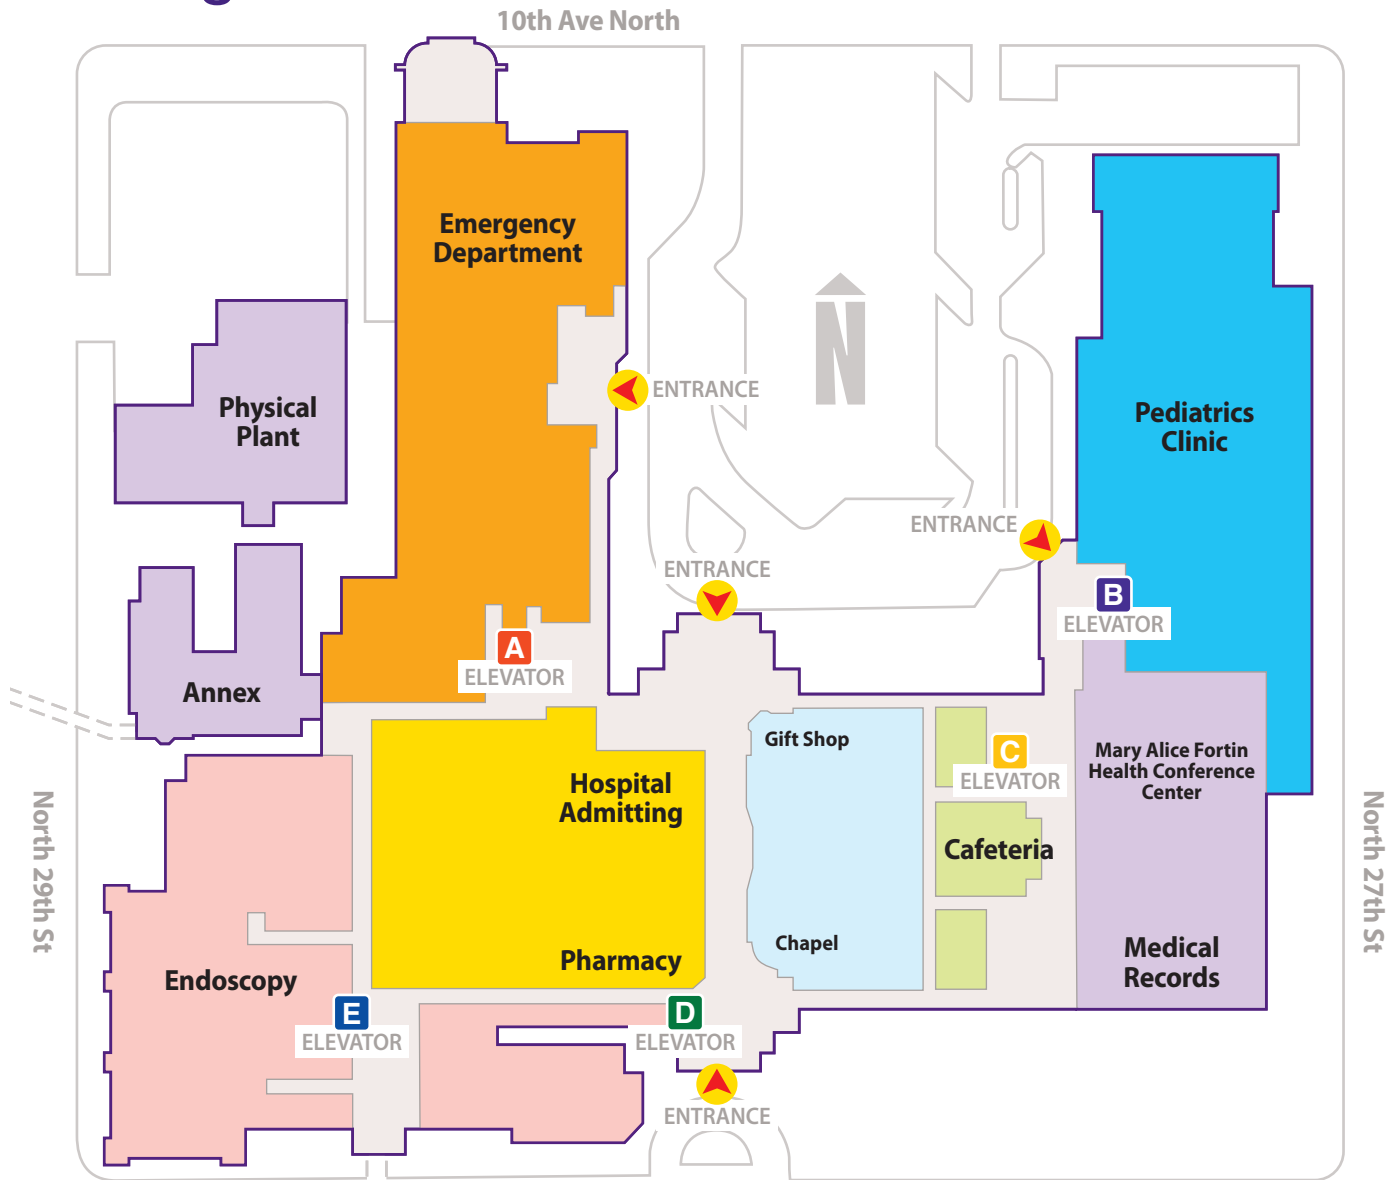 10th Ave North
Emergency
Department
Physical
Plant
ENTRANCE
N
Pediatrics
Clinic
ENTRANCE
ENTRANCE
B
ELEVATOR
A
ELEVATOR
Annex
Gift Shop
C
ELEVATOR
Mary Alice Fortin
Health Conference
Center
Hospital
Admitting
North 29th St
North 27th St
Cafeteria
Chapel
Pharmacy
Medical
Records
Endoscopy
E
ELEVATOR
D
ELEVATOR
ENTRANCE